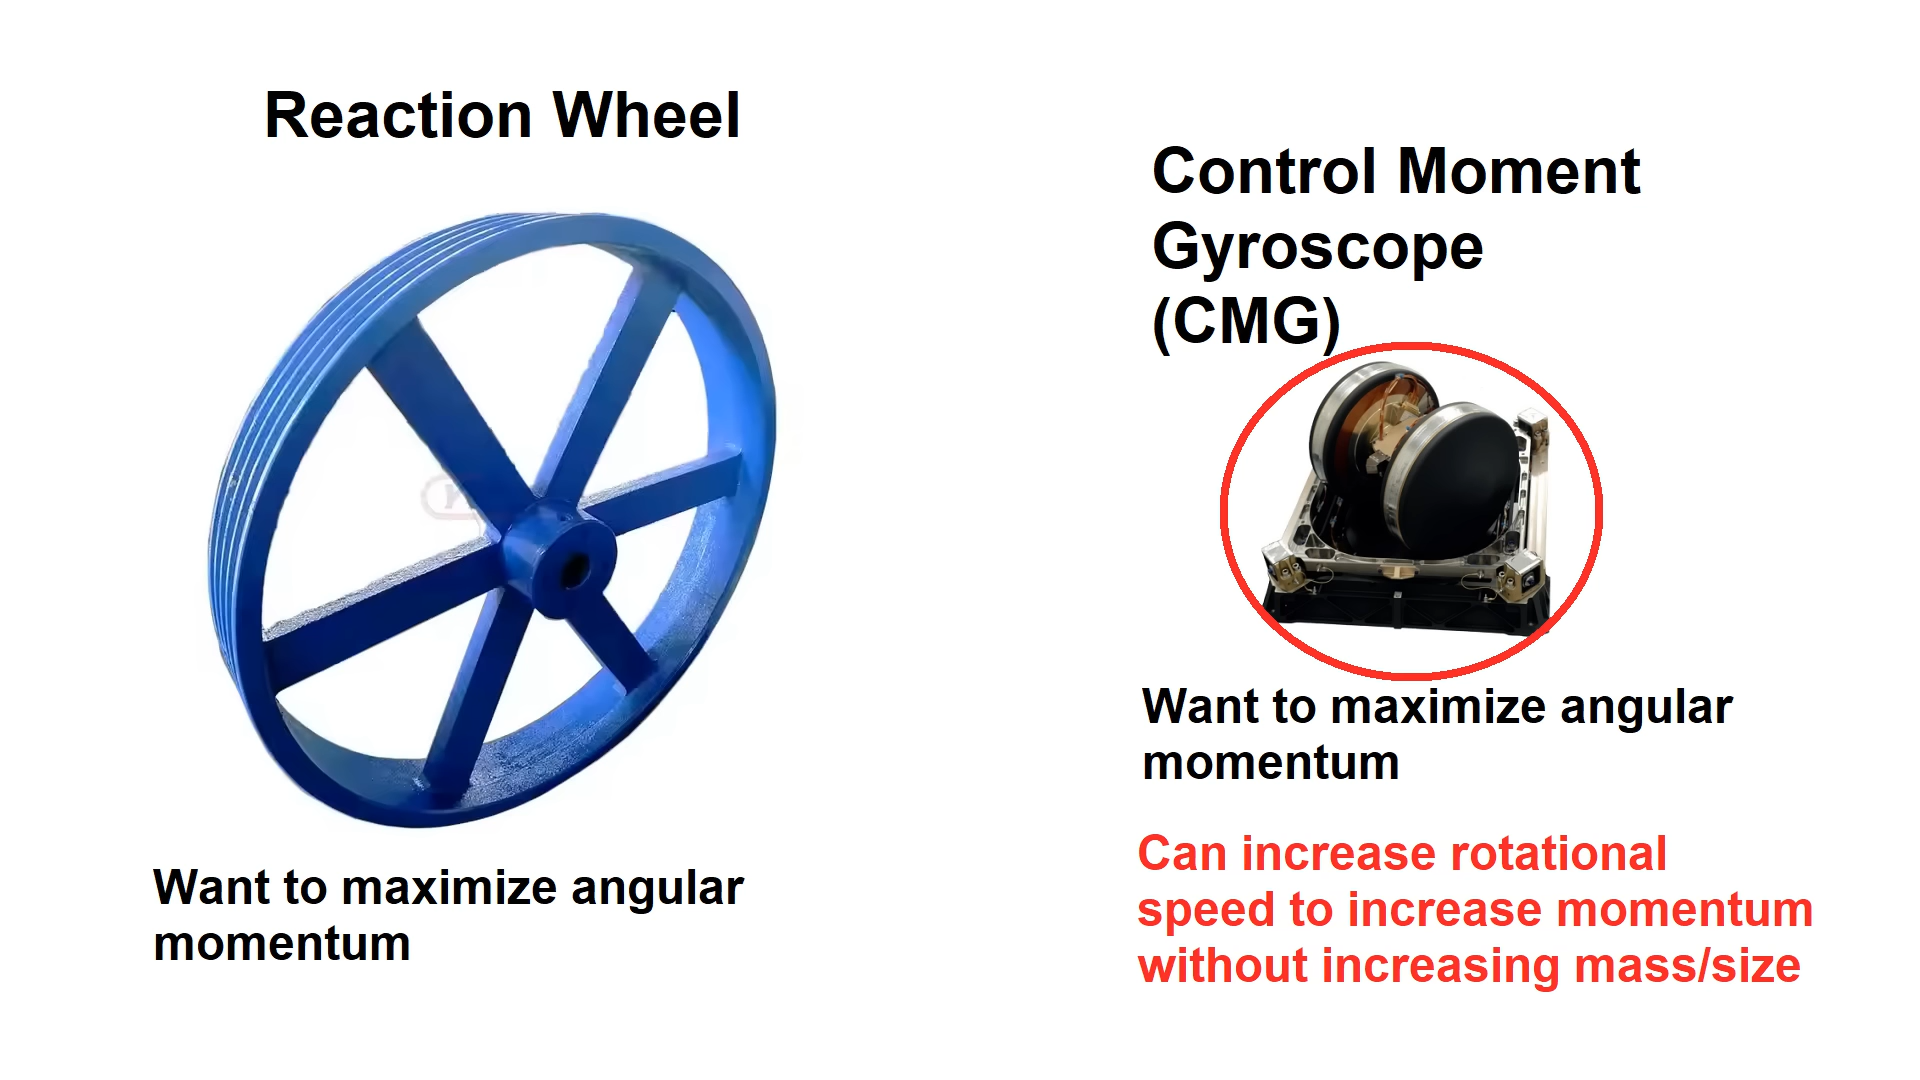 Reaction Wheel
Want to maximize angular
momentum
Control Moment
Gyroscope
(CMG)
Want to maximize angular
momentum
Can increase rotational
speed to increase momentum
without increasing mass/size